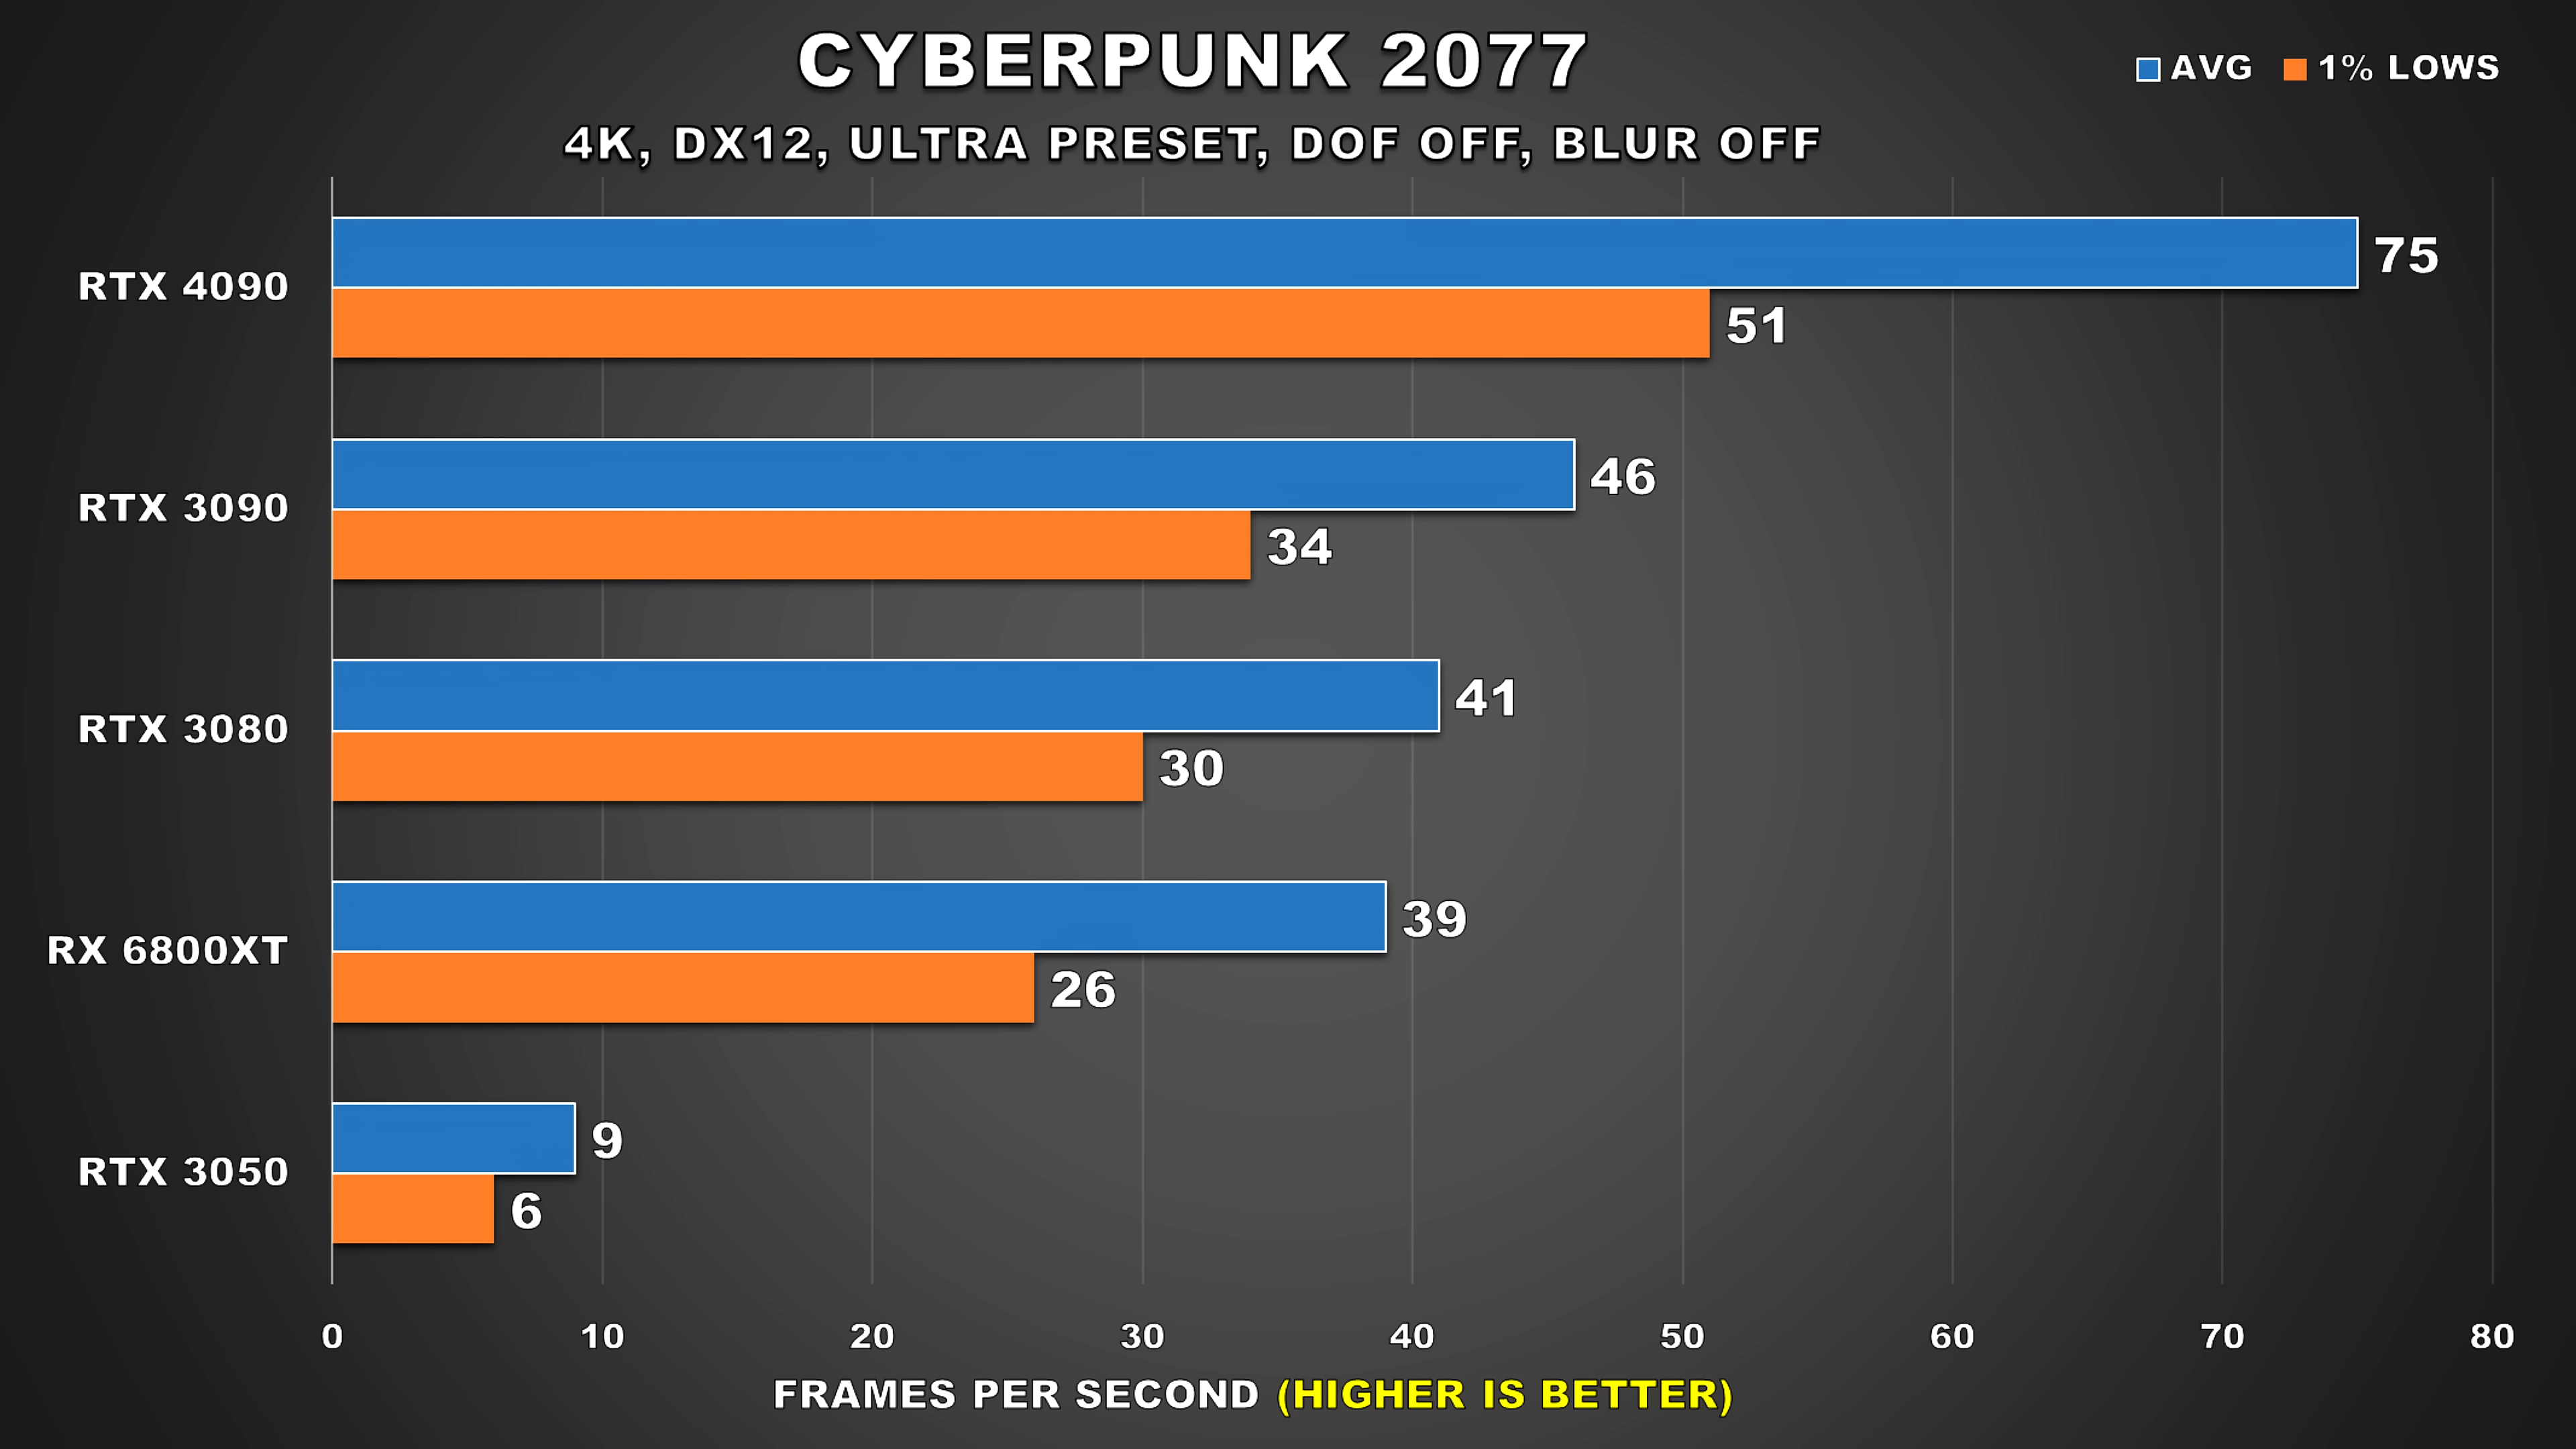 CYBERPUNK 2077
AVG 1% LOWS
4K, DX12, ULTRA PRESET, DOF OFF, BLUR OFF
RTX 4090
75
51
RTX 3090
46
34
RTX 3080
41
30
RX 6800XT
39
26
RTX 3050
9
6
0 10 20 30 40 50 60 70 80
FRAMES PER SECOND (HIGHER IS BETTER)